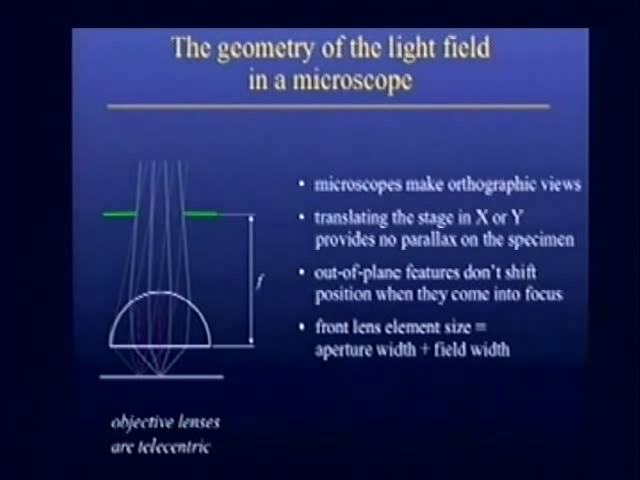 The geometry of the light field
in a microscope
• microscopes make orthographic views
• translating the stage in X or Y
provides no parallax on the specimen
• out-of-plane features don't shift
position when they come into focus
• front lens element size =
aperture width + field width
f
objective lenses
are telecentric